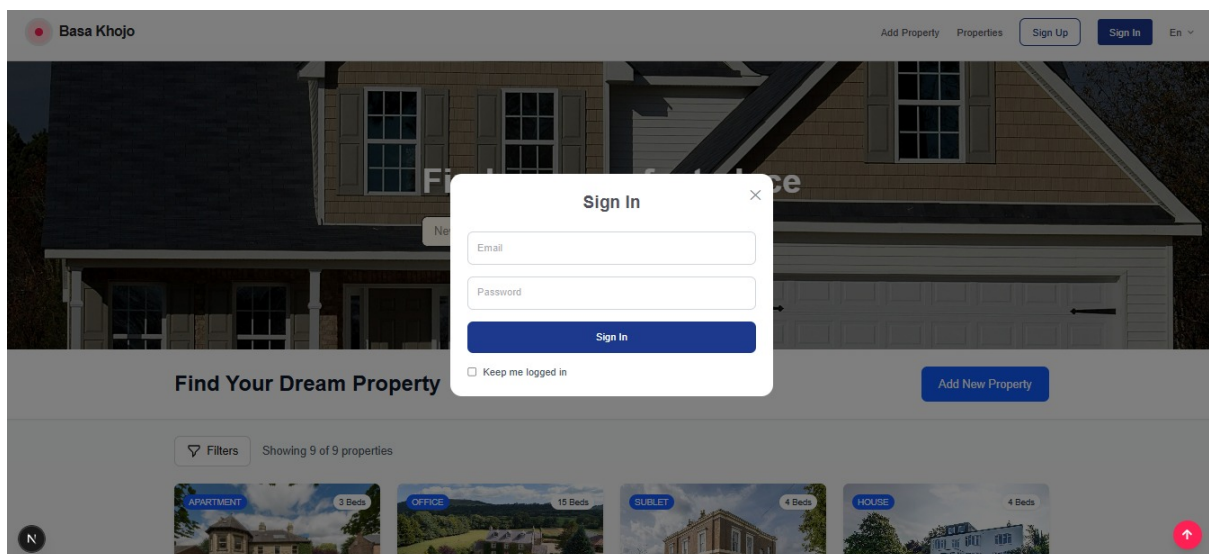 Basa Khojo
Add Property Properties Sign Up Sign In En
Sign In
Email
Password
Sign In
Keep me logged in
Find Your Dream Property
Add New Property
Filters Showing 9 of 9 properties
APARTMENT 3 Beds OFFICE 15 Beds SUBLET 4 Beds HOUSE 4 Beds
N